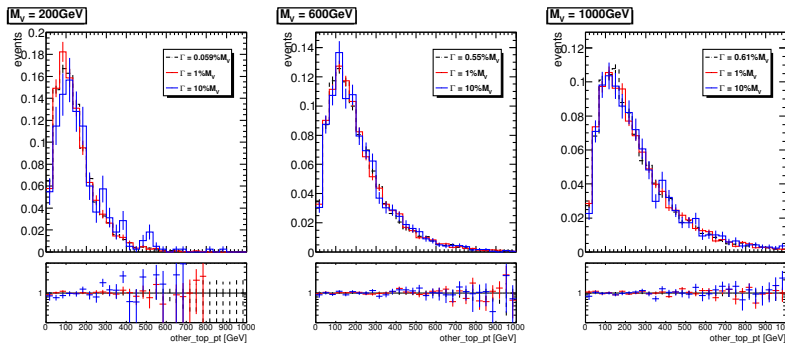 M_V = 200GeV
events
0.2
0.18
0.16
0.14
0.12
0.1
0.08
0.06
0.04
0.02
0
Γ = 0.059%M_V
Γ = 1%M_V
Γ = 10%M_V
1
0 100 200 300 400 500 600 700 800 900 1000
other_top_pt [GeV]
M_V = 600GeV
events
0.14
0.12
0.1
0.08
0.06
0.04
0.02
0
Γ = 0.55%M_V
Γ = 1%M_V
Γ = 10%M_V
1
0 100 200 300 400 500 600 700 800 900 1000
other_top_pt [GeV]
M_V = 1000GeV
events
0.12
0.1
0.08
0.06
0.04
0.02
0
Γ = 0.61%M_V
Γ = 1%M_V
Γ = 10%M_V
1
0 100 200 300 400 500 600 700 800 900 1000
other_top_pt [GeV]